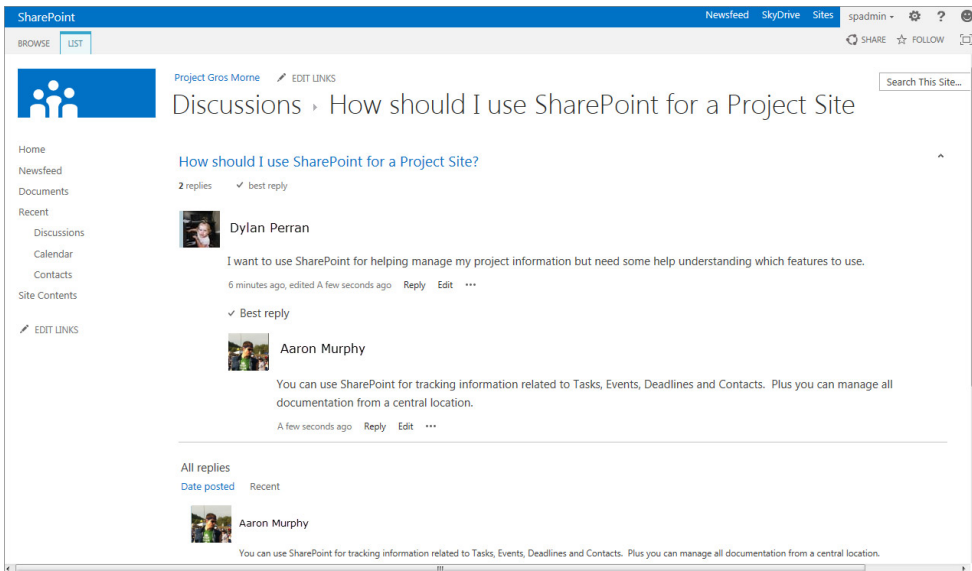 SharePoint
Newsfeed SkyDrive Sites spadmin ?
BROWSE LIST
SHARE FOLLOW
Project Gros Morne EDIT LINKS
Search This Site...
Discussions How should I use SharePoint for a Project Site
Home
Newsfeed
Documents
Recent
Discussions
Calendar
Contacts
Site Contents
EDIT LINKS
How should I use SharePoint for a Project Site?
2 replies ✓ best reply
Dylan Perran
I want to use SharePoint for helping manage my project information but need some help understanding which features to use.
6 minutes ago, edited A few seconds ago Reply Edit •••
✓ Best reply
Aaron Murphy
You can use SharePoint for tracking information related to Tasks, Events, Deadlines and Contacts. Plus you can manage all
documentation from a central location.
A few seconds ago Reply Edit •••
All replies
Date posted Recent
Aaron Murphy
You can use SharePoint for tracking information related to Tasks, Events, Deadlines and Contacts. Plus you can manage all documentation from a central location.